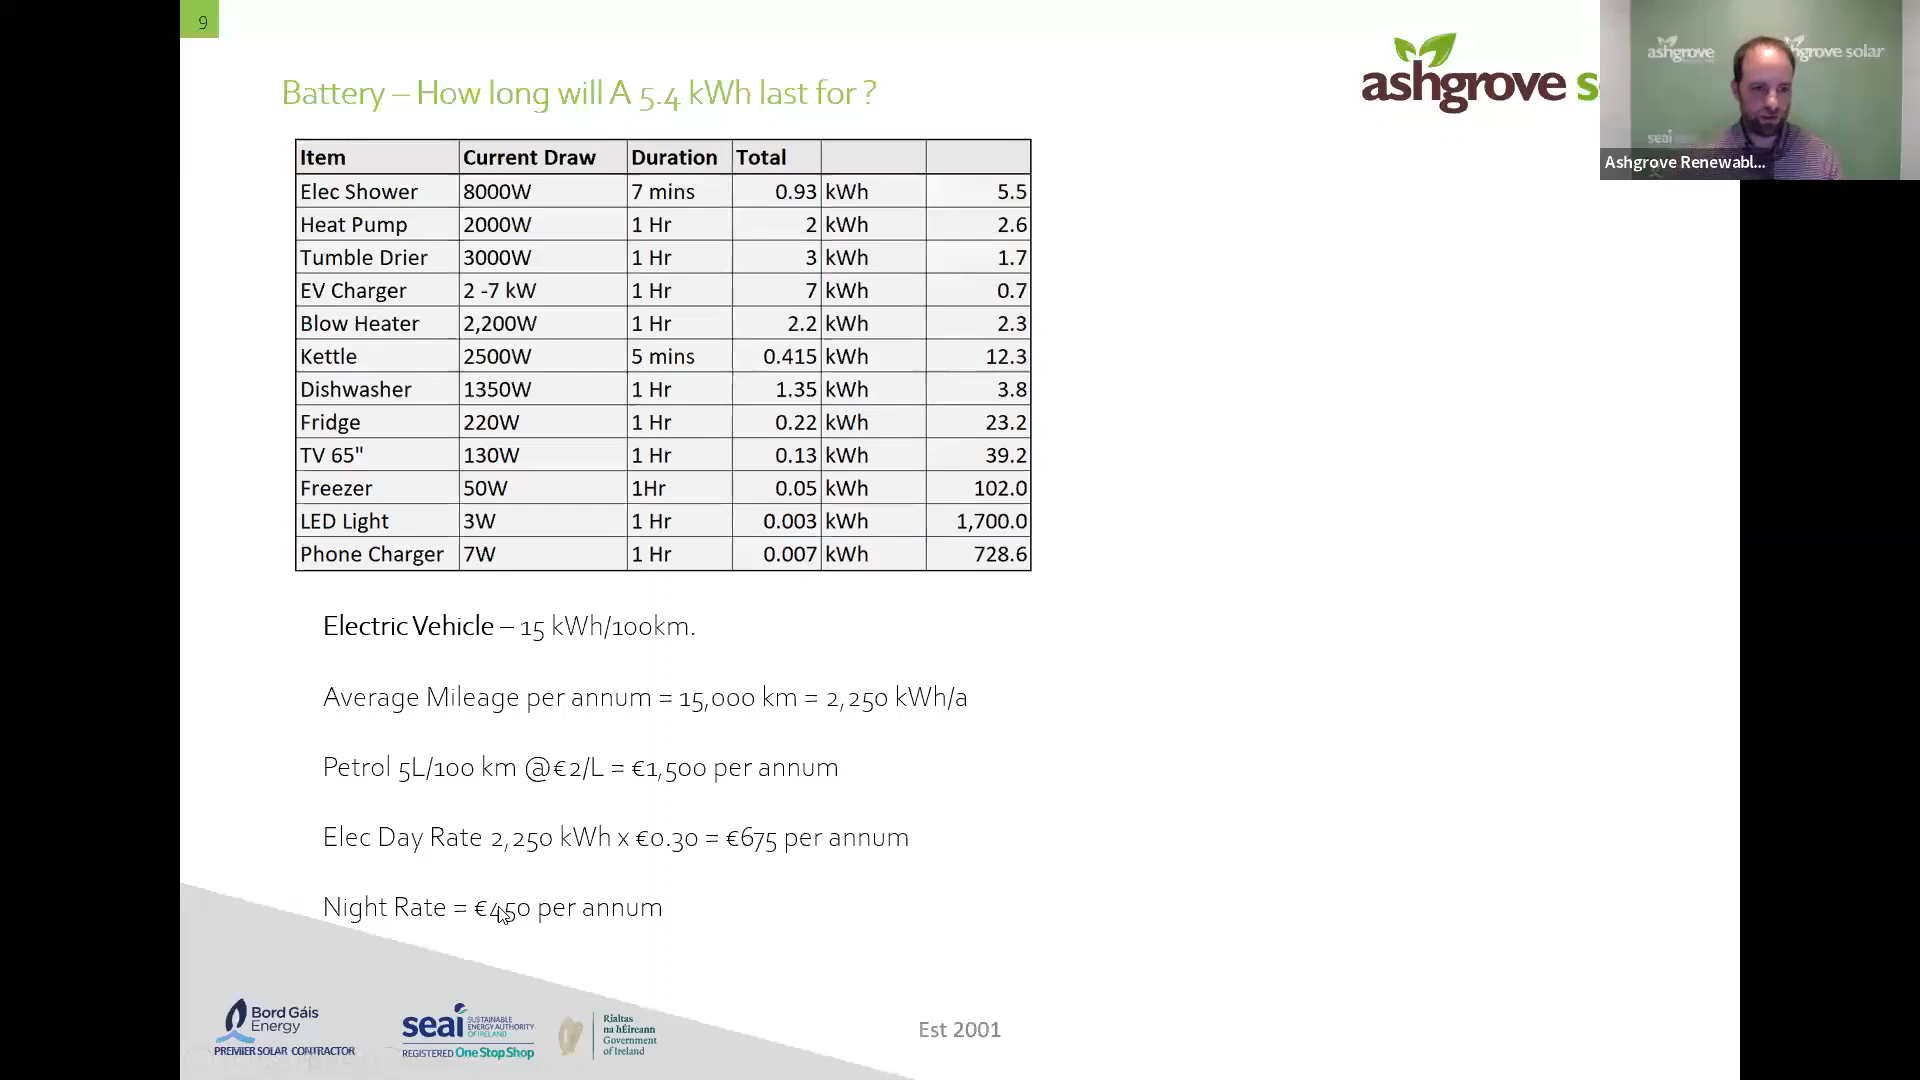 9
Battery – How long will A 5.4 kWh last for ?
ashgrove s
ashgrove
grove solar
seai
Ashgrove Renewabl...
Item Current Draw Duration Total
Elec Shower 8000W 7 mins 0.93 kWh 5.5
Heat Pump 2000W 1 Hr 2 kWh 2.6
Tumble Drier 3000W 1 Hr 3 kWh 1.7
EV Charger 2 -7 kW 1 Hr 7 kWh 0.7
Blow Heater 2,200W 1 Hr 2.2 kWh 2.3
Kettle 2500W 5 mins 0.415 kWh 12.3
Dishwasher 1350W 1 Hr 1.35 kWh 3.8
Fridge 220W 1 Hr 0.22 kWh 23.2
TV 65" 130W 1 Hr 0.13 kWh 39.2
Freezer 50W 1Hr 0.05 kWh 102.0
LED Light 3W 1 Hr 0.003 kWh 1,700.0
Phone Charger 7W 1 Hr 0.007 kWh 728.6
Electric Vehicle – 15 kWh/100km.
Average Mileage per annum = 15,000 km = 2,250 kWh/a
Petrol 5L/100 km @€2/L = €1,500 per annum
Elec Day Rate 2,250 kWh x €0.30 = €675 per annum
Night Rate = €450 per annum
Bord Gáis
Energy
PREMIER SOLAR CONTRACTOR
seai SUSTAINABLE
ENERGY AUTHORITY
OF IRELAND
REGISTERED One Stop Shop
Rialtas
na hÉireann
Government
of Ireland
Est 2001